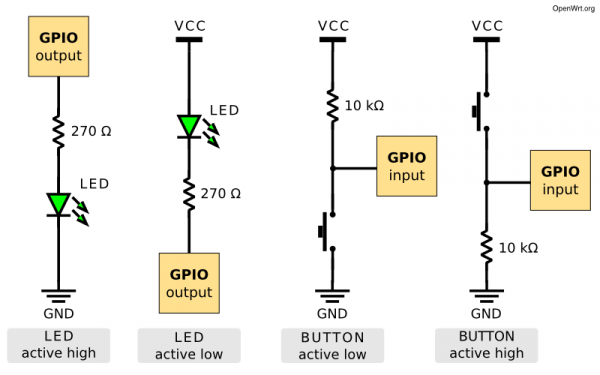 OpenWrt.org
GPIO
output
270 Ω
LED
GND
LED
active high
VCC
LED
270 Ω
GPIO
output
LED
active low
VCC
10 kΩ
GPIO
input
GND
BUTTON
active low
VCC
GPIO
input
10 kΩ
GND
BUTTON
active high